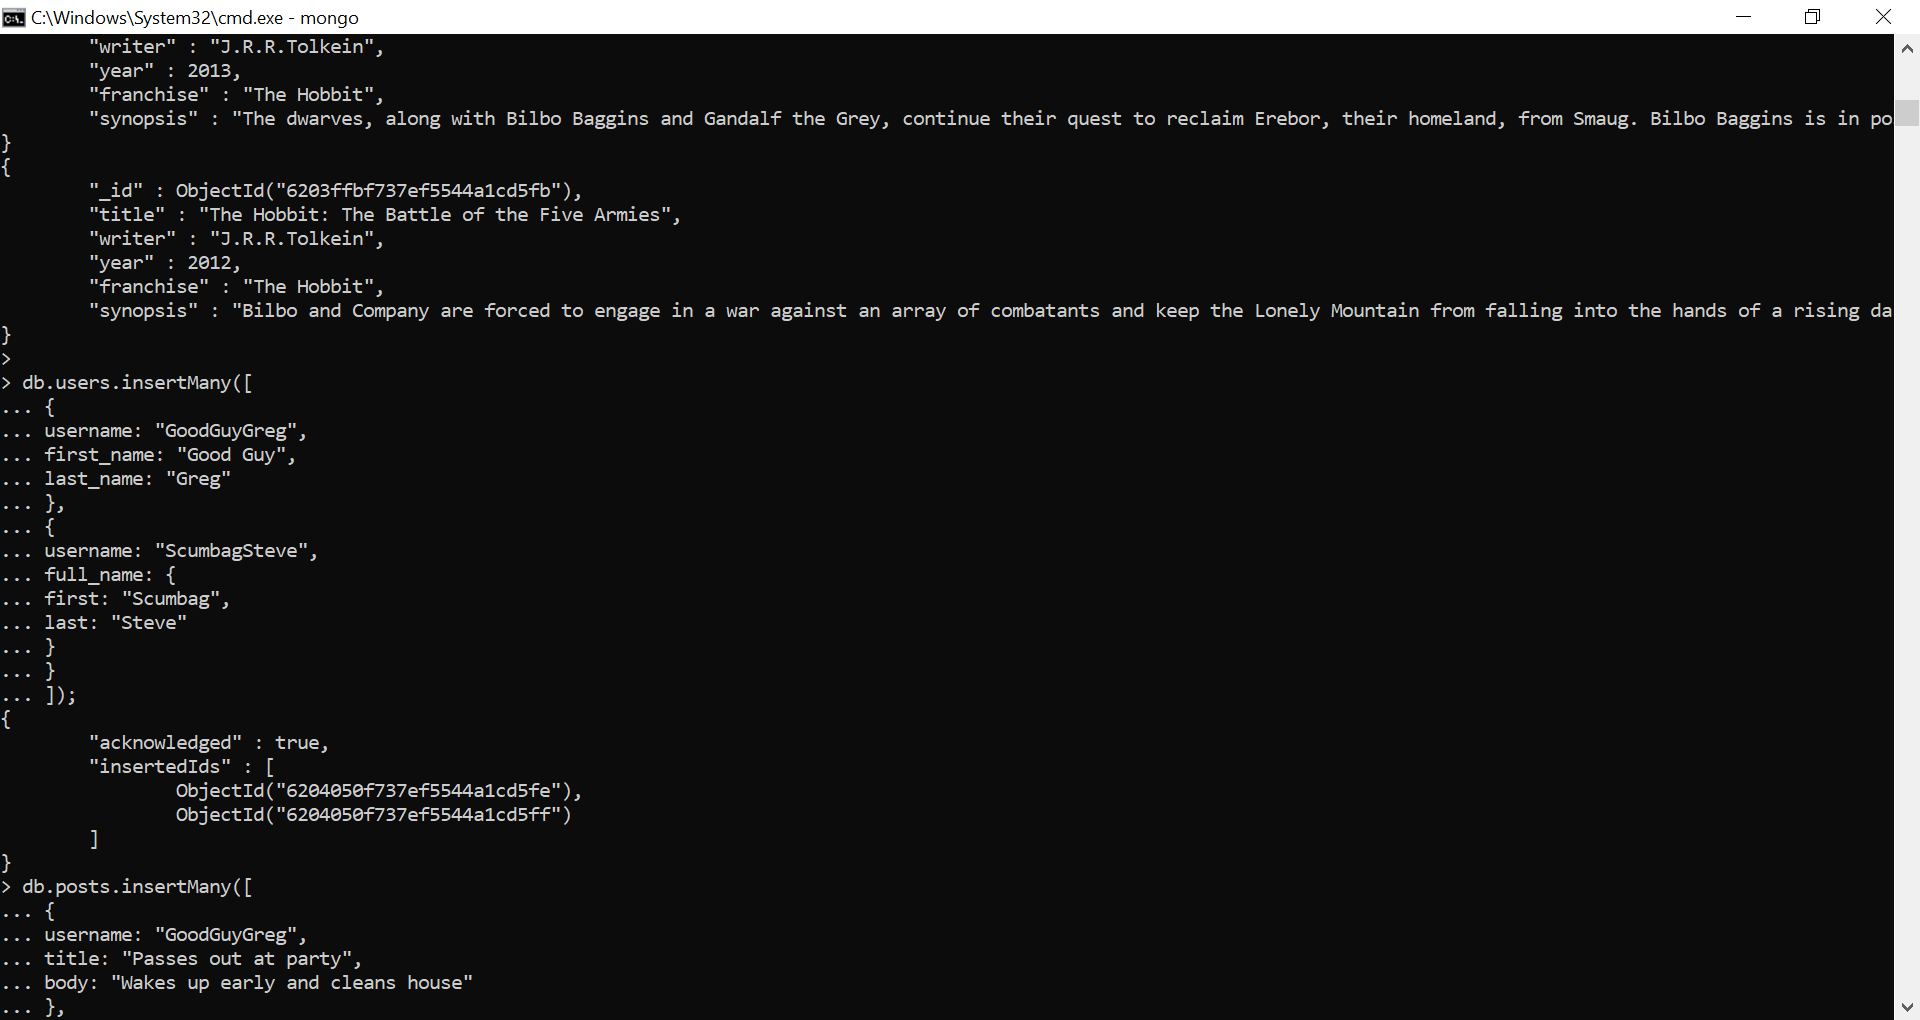 C:\Windows\System32\cmd.exe - mongo
        "writer" : "J.R.R.Tolkein",
        "year" : 2013,
        "franchise" : "The Hobbit",
        "synopsis" : "The dwarves, along with Bilbo Baggins and Gandalf the Grey, continue their quest to reclaim Erebor, their homeland, from Smaug. Bilbo Baggins is in po
}
{
        "_id" : ObjectId("6203ffbf737ef5544a1cd5fb"),
        "title" : "The Hobbit: The Battle of the Five Armies",
        "writer" : "J.R.R.Tolkein",
        "year" : 2012,
        "franchise" : "The Hobbit",
        "synopsis" : "Bilbo and Company are forced to engage in a war against an array of combatants and keep the Lonely Mountain from falling into the hands of a rising da
}
>
> db.users.insertMany([
... {
... username: "GoodGuyGreg",
... first_name: "Good Guy",
... last_name: "Greg"
... },
... {
... username: "ScumbagSteve",
... full_name: {
... first: "Scumbag",
... last: "Steve"
... }
... }
... ]);
{
        "acknowledged" : true,
        "insertedIds" : [
                ObjectId("6204050f737ef5544a1cd5fe"),
                ObjectId("6204050f737ef5544a1cd5ff")
        ]
}
> db.posts.insertMany([
... {
... username: "GoodGuyGreg",
... title: "Passes out at party",
... body: "Wakes up early and cleans house"
... },